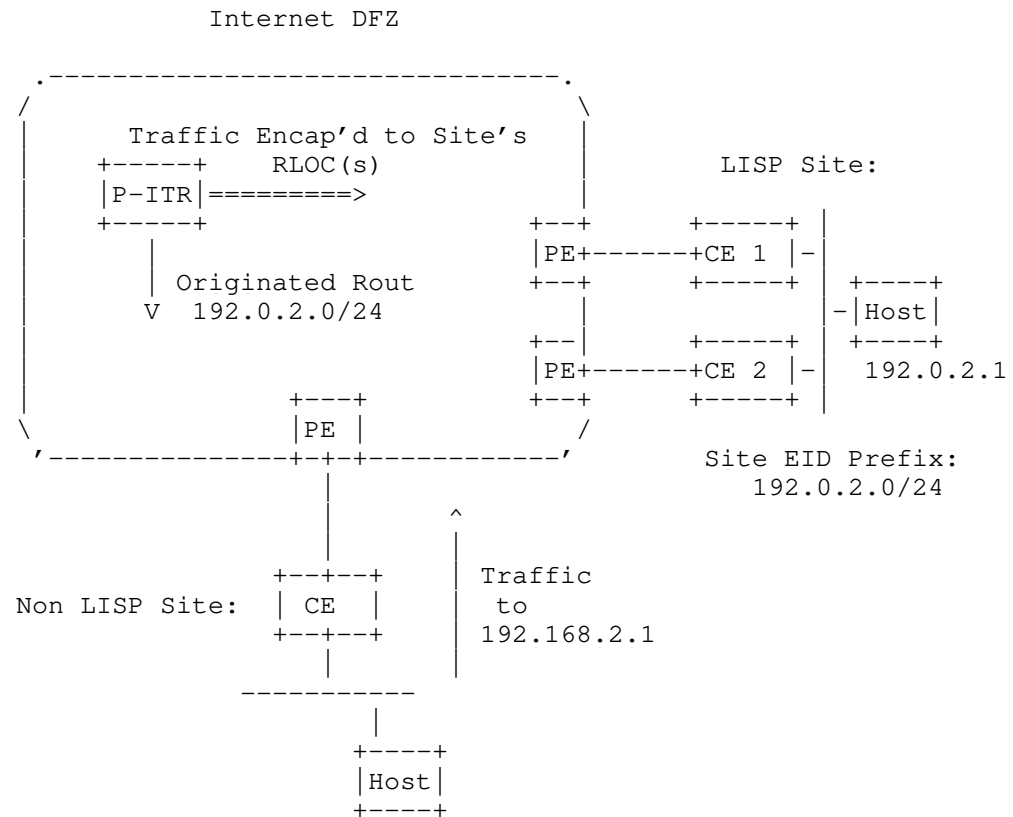 Internet DFZ
Traffic Encap'd to Site's
RLOC(s)
LISP Site:
P-ITR
PE
CE 1
Originated Rout
192.0.2.0/24
Host
PE
CE 2
192.0.2.1
PE
Site EID Prefix:
192.0.2.0/24
Traffic
Non LISP Site:
CE
to
192.168.2.1
Host